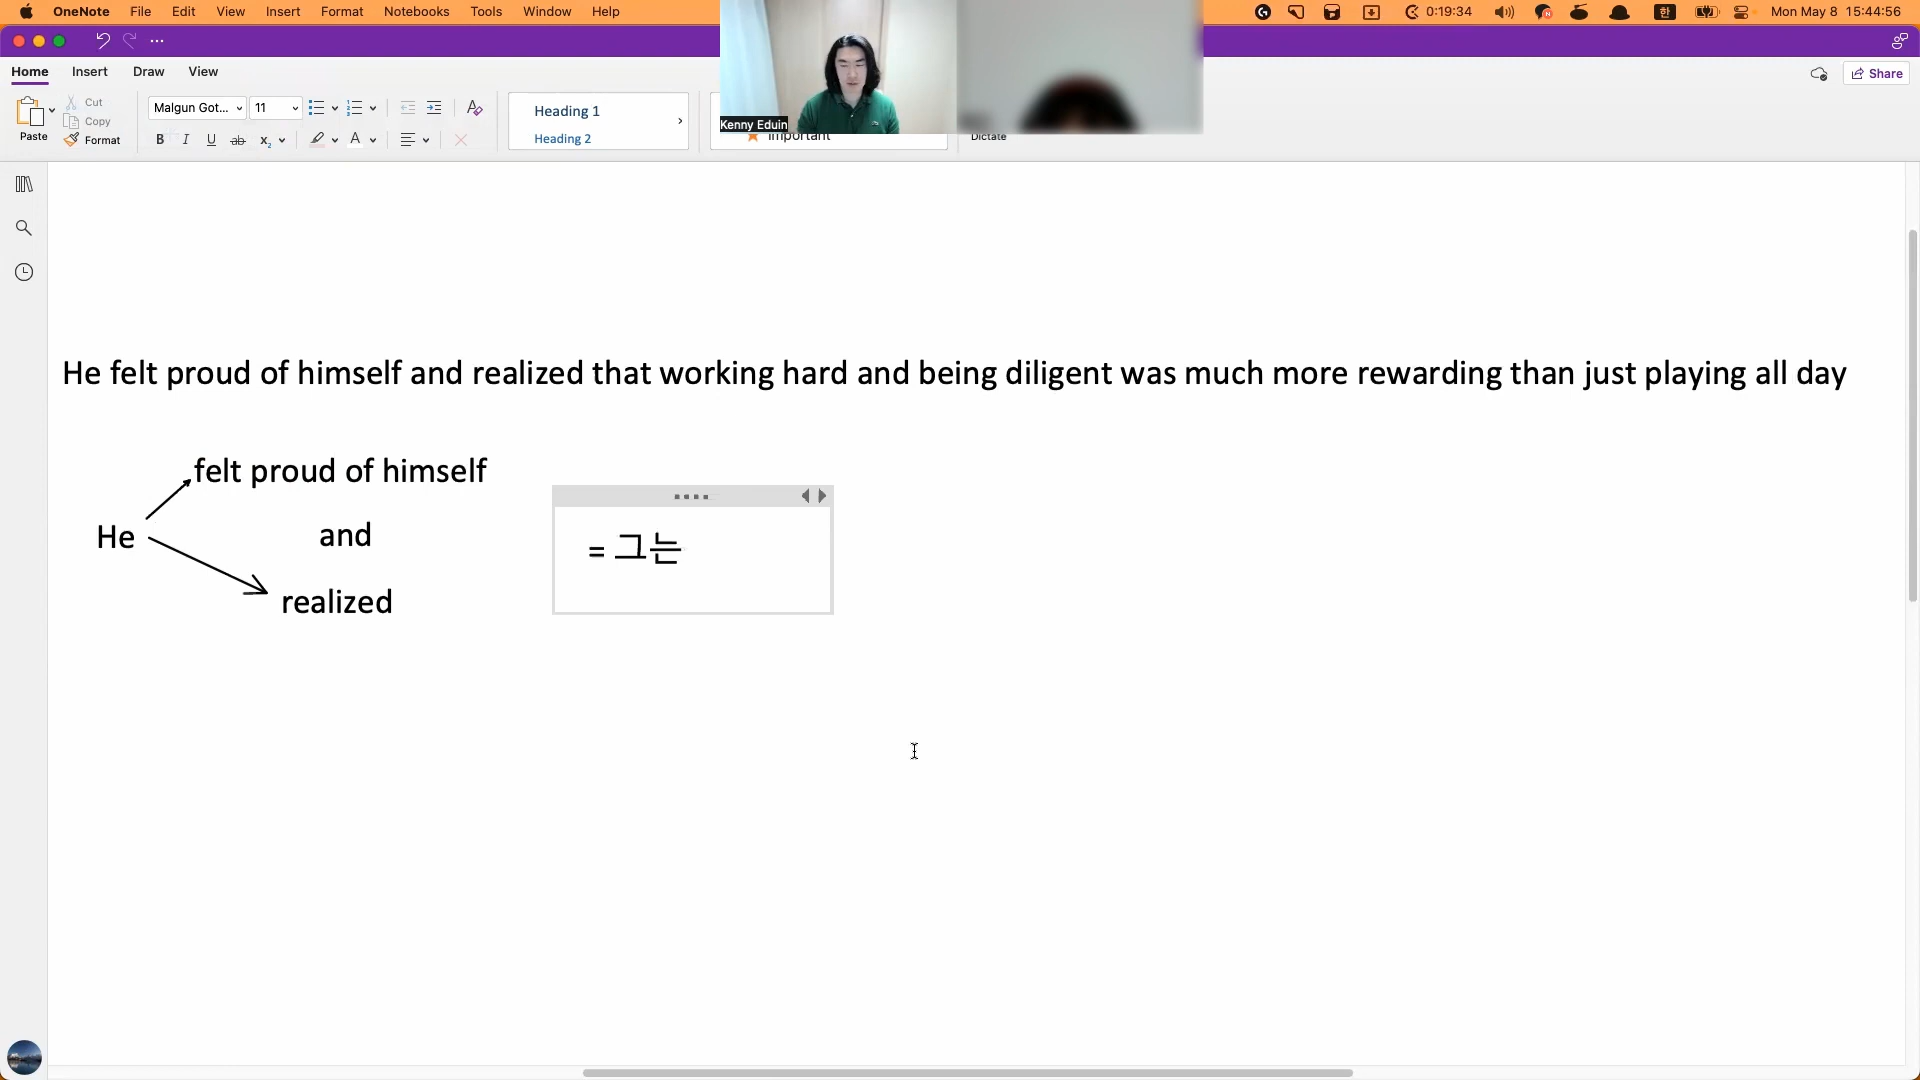 OneNote File Edit View Insert Format Notebooks Tools Window Help 0:19:34 한 Mon May 8 15:44:56
Home Insert Draw View Share
Paste Cut Copy Format
Malgun Got... 11
B I U ab x₂ A
Heading 1
Heading 2
Important
Dictate
Kenny Eduin
He felt proud of himself and realized that working hard and being diligent was much more rewarding than just playing all day
felt proud of himself
He
and
realized
= 그는